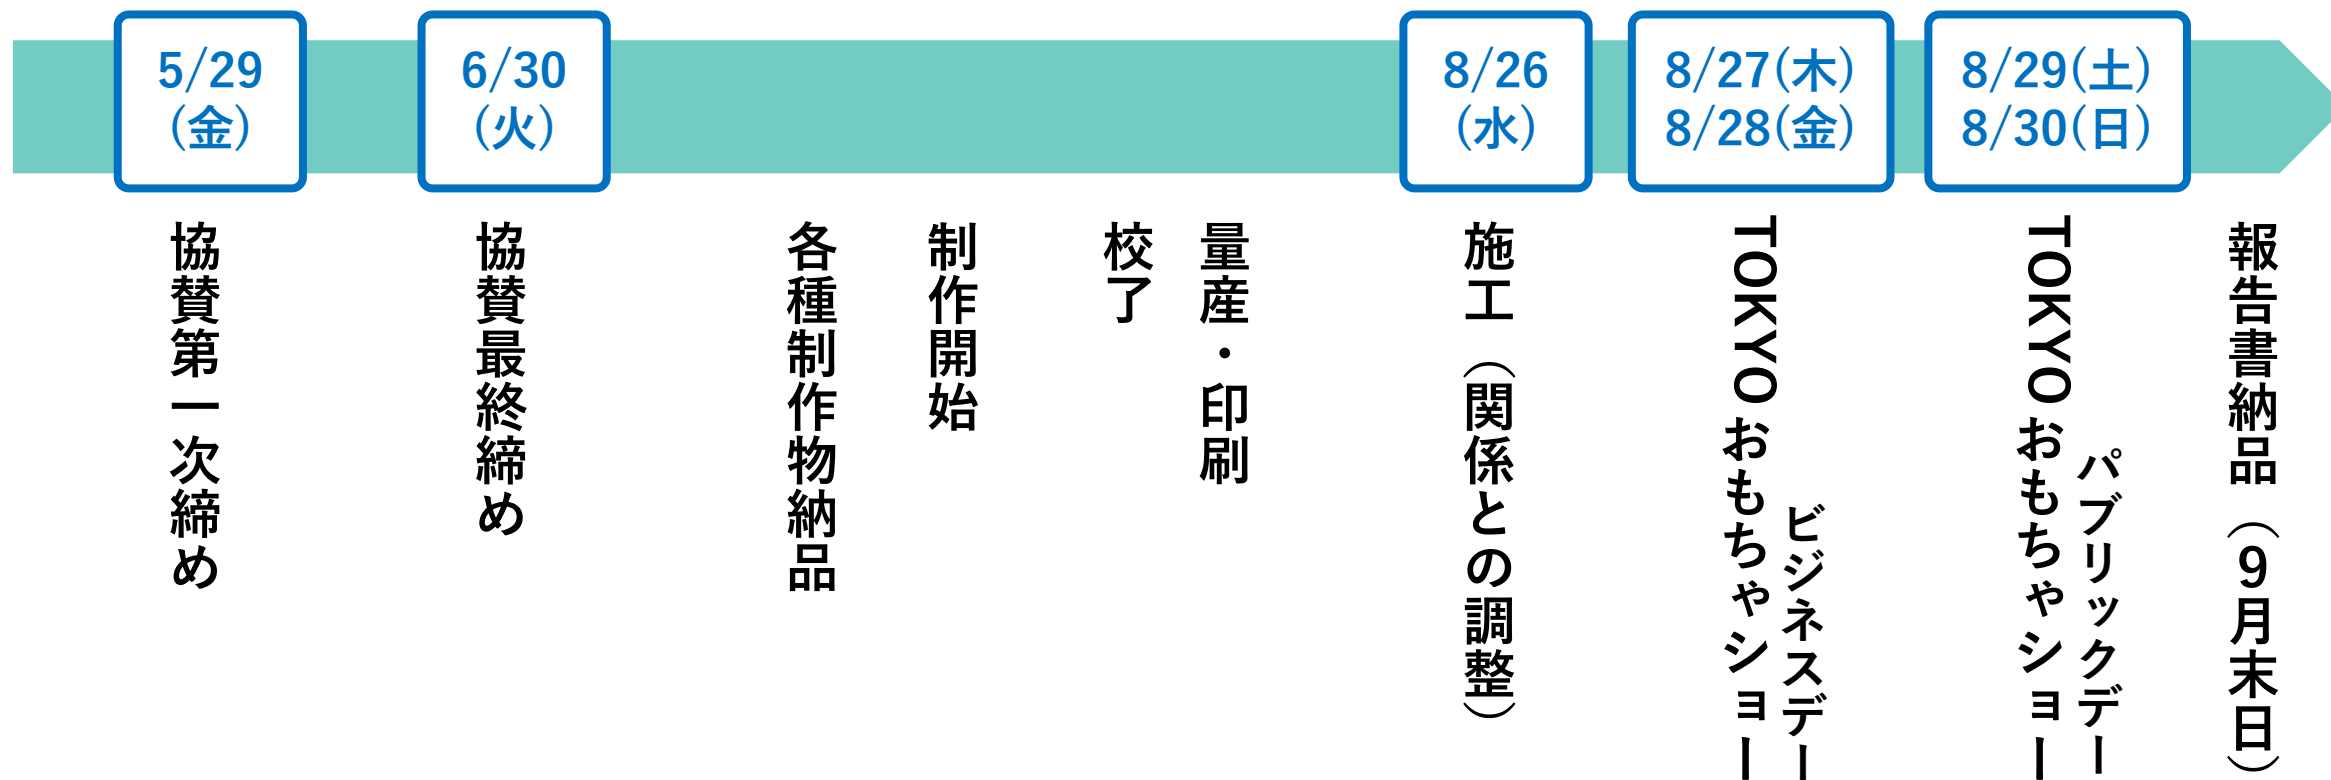 5/29
(金)
6/30
(火)
8/26
(水)
8/27(木)
8/28(金)
8/29(土)
8/30(日)
協賛第一次締め
協賛最終締め
各種制作物納品
制作開始
校了
量産・印刷
施工（関係との調整）
TOKYOおもちゃショー
ビジネスデー
TOKYOおもちゃショー
パブリックデー
報告書納品（9月末日）